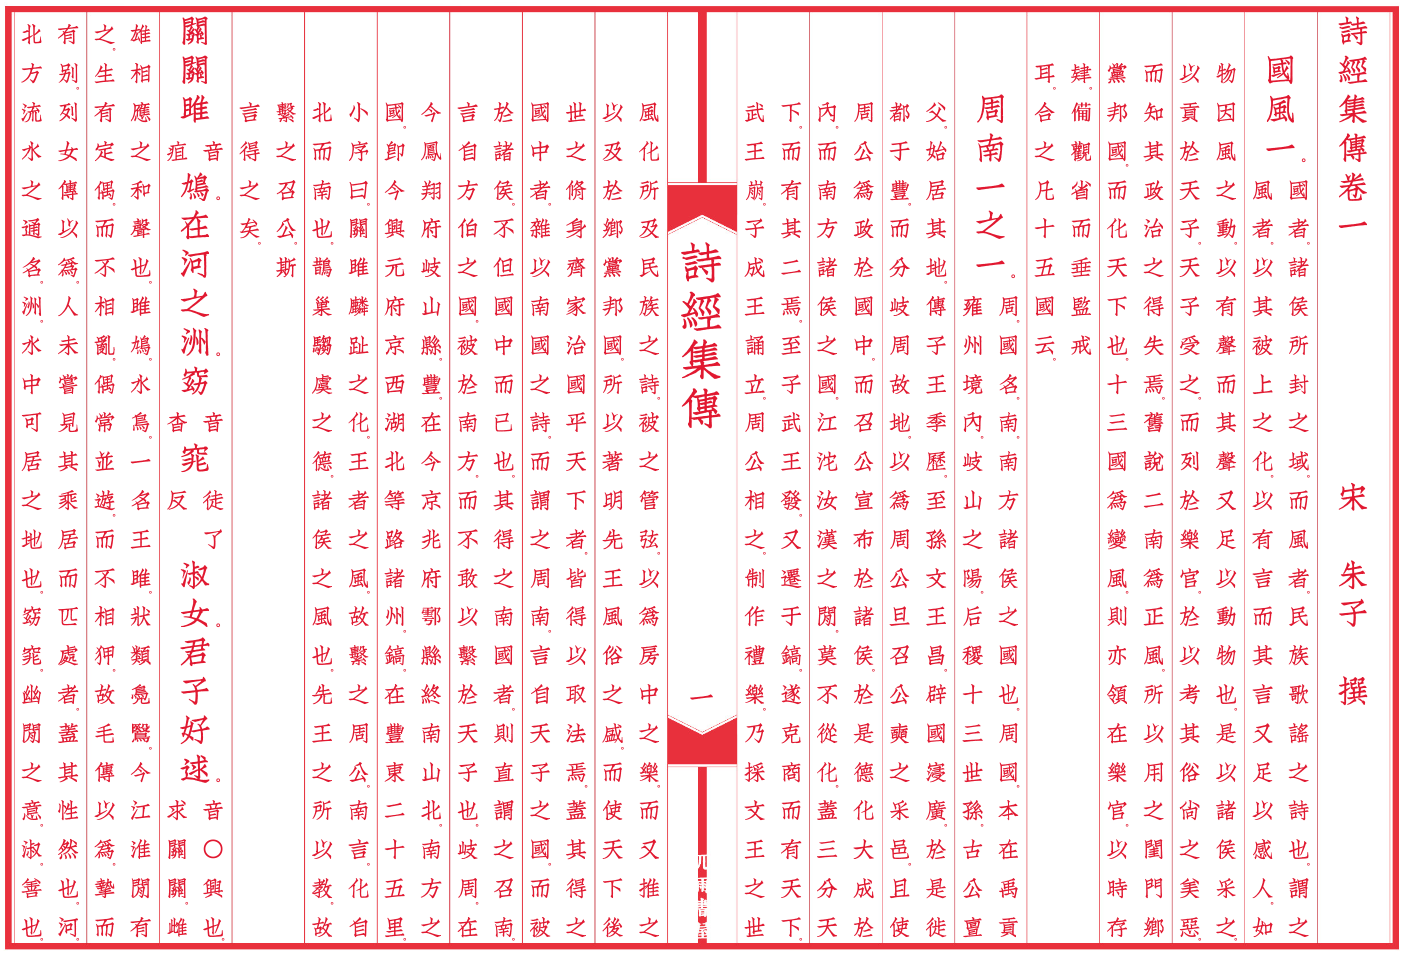 詩經集傳卷一　宋　朱子　撰
國風一。
國者。諸侯所封之域。而風者。民族歌謠之詩也。謂之
風者。以其被上之化。以有言而其言又足以感人。如
物因風之動。以有聲而其聲又足以動物也。是以諸侯采之。
以貢於天子。天子受之。而列於樂官。於以考其俗尙之美惡。
而知其政治之得失焉。舊說二南爲正風。所以用之閨門鄉
黨邦國。而化天下也。十三國爲變風。則亦領在樂官。以時存
肄備觀省而垂監戒
耳。合之凡十五國云。
周南一之一。
周國名。南南方諸侯之國也。周國本在禹貢
雍州境內。岐山之陽。后稷十三世孫。古公亶
父。始居其地。傳子王季歷。至孫文王昌。辟國寖廣。於是徙
都于豐。而分岐周故地。以爲周公旦召公奭之采邑。且使
周公爲政於國中。而召公宣布於諸侯。於是德化大成於
內。而南方諸侯之國。江沱汝漢之閒。莫不從化。蓋三分天
下。而有其二焉。至子武王發。又遷于鎬。遂克商而有天下。
武王崩。子成王誦立。周公相之。制作禮樂。乃採文王之世
詩經集傳　一
風化所及民族之詩。被之管弦。以爲房中之樂。而又推之
以及於鄉黨邦國。所以著明先王風俗之盛。而使天下後
世之脩身齊家治國平天下者。皆得以取法焉。蓋其得之
國中者。雜以南國之詩。而謂之周南。言自天子之國。而被
於諸侯。不但國中而已也。其得之南國者。則直謂之召南。
言自方伯之國。被於南方。而不敢以繫於天子也。岐周。在
今鳳翔府岐山縣。豐。在今京兆府鄠縣終南山北。南方之
國。卽今興元府京西湖北等路諸州。鎬。在豐東二十五里。
小序曰。關雎麟趾之化。王者之風。故繫之周公。南言。化自
北而南也。鵲巢騶虞之德。諸侯之風也。先王之所以教。故
繫之召公。斯
言得之矣。
關關雎音疽鳩。在河之洲。窈音杳窕徒了反淑女。君子好逑。音求〇興也。關關。雌
雄相應之和聲也。雎鳩。水鳥。一名王雎。狀類鳧鷖。今江淮閒有
之。生有定偶。而不相亂。偶常並遊。而不相狎。故毛傳以爲。摯而
有别。列女傳以爲。人未嘗見其乘居而匹處者。蓋其性然也。河。
北方流水之通名。洲。水中可居之地也。窈窕。幽閒之意。淑。善也。